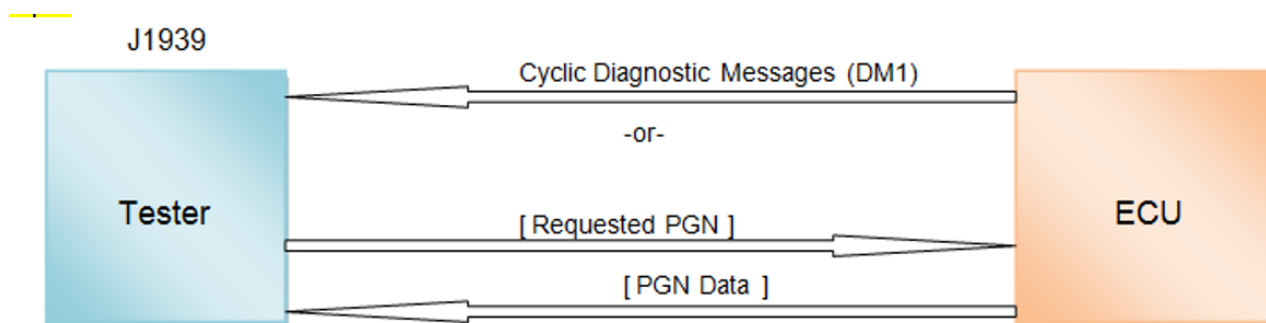 J1939
Cyclic Diagnostic Messages (DM1)
-or-
Tester
[ Requested PGN ]
ECU
[ PGN Data ]